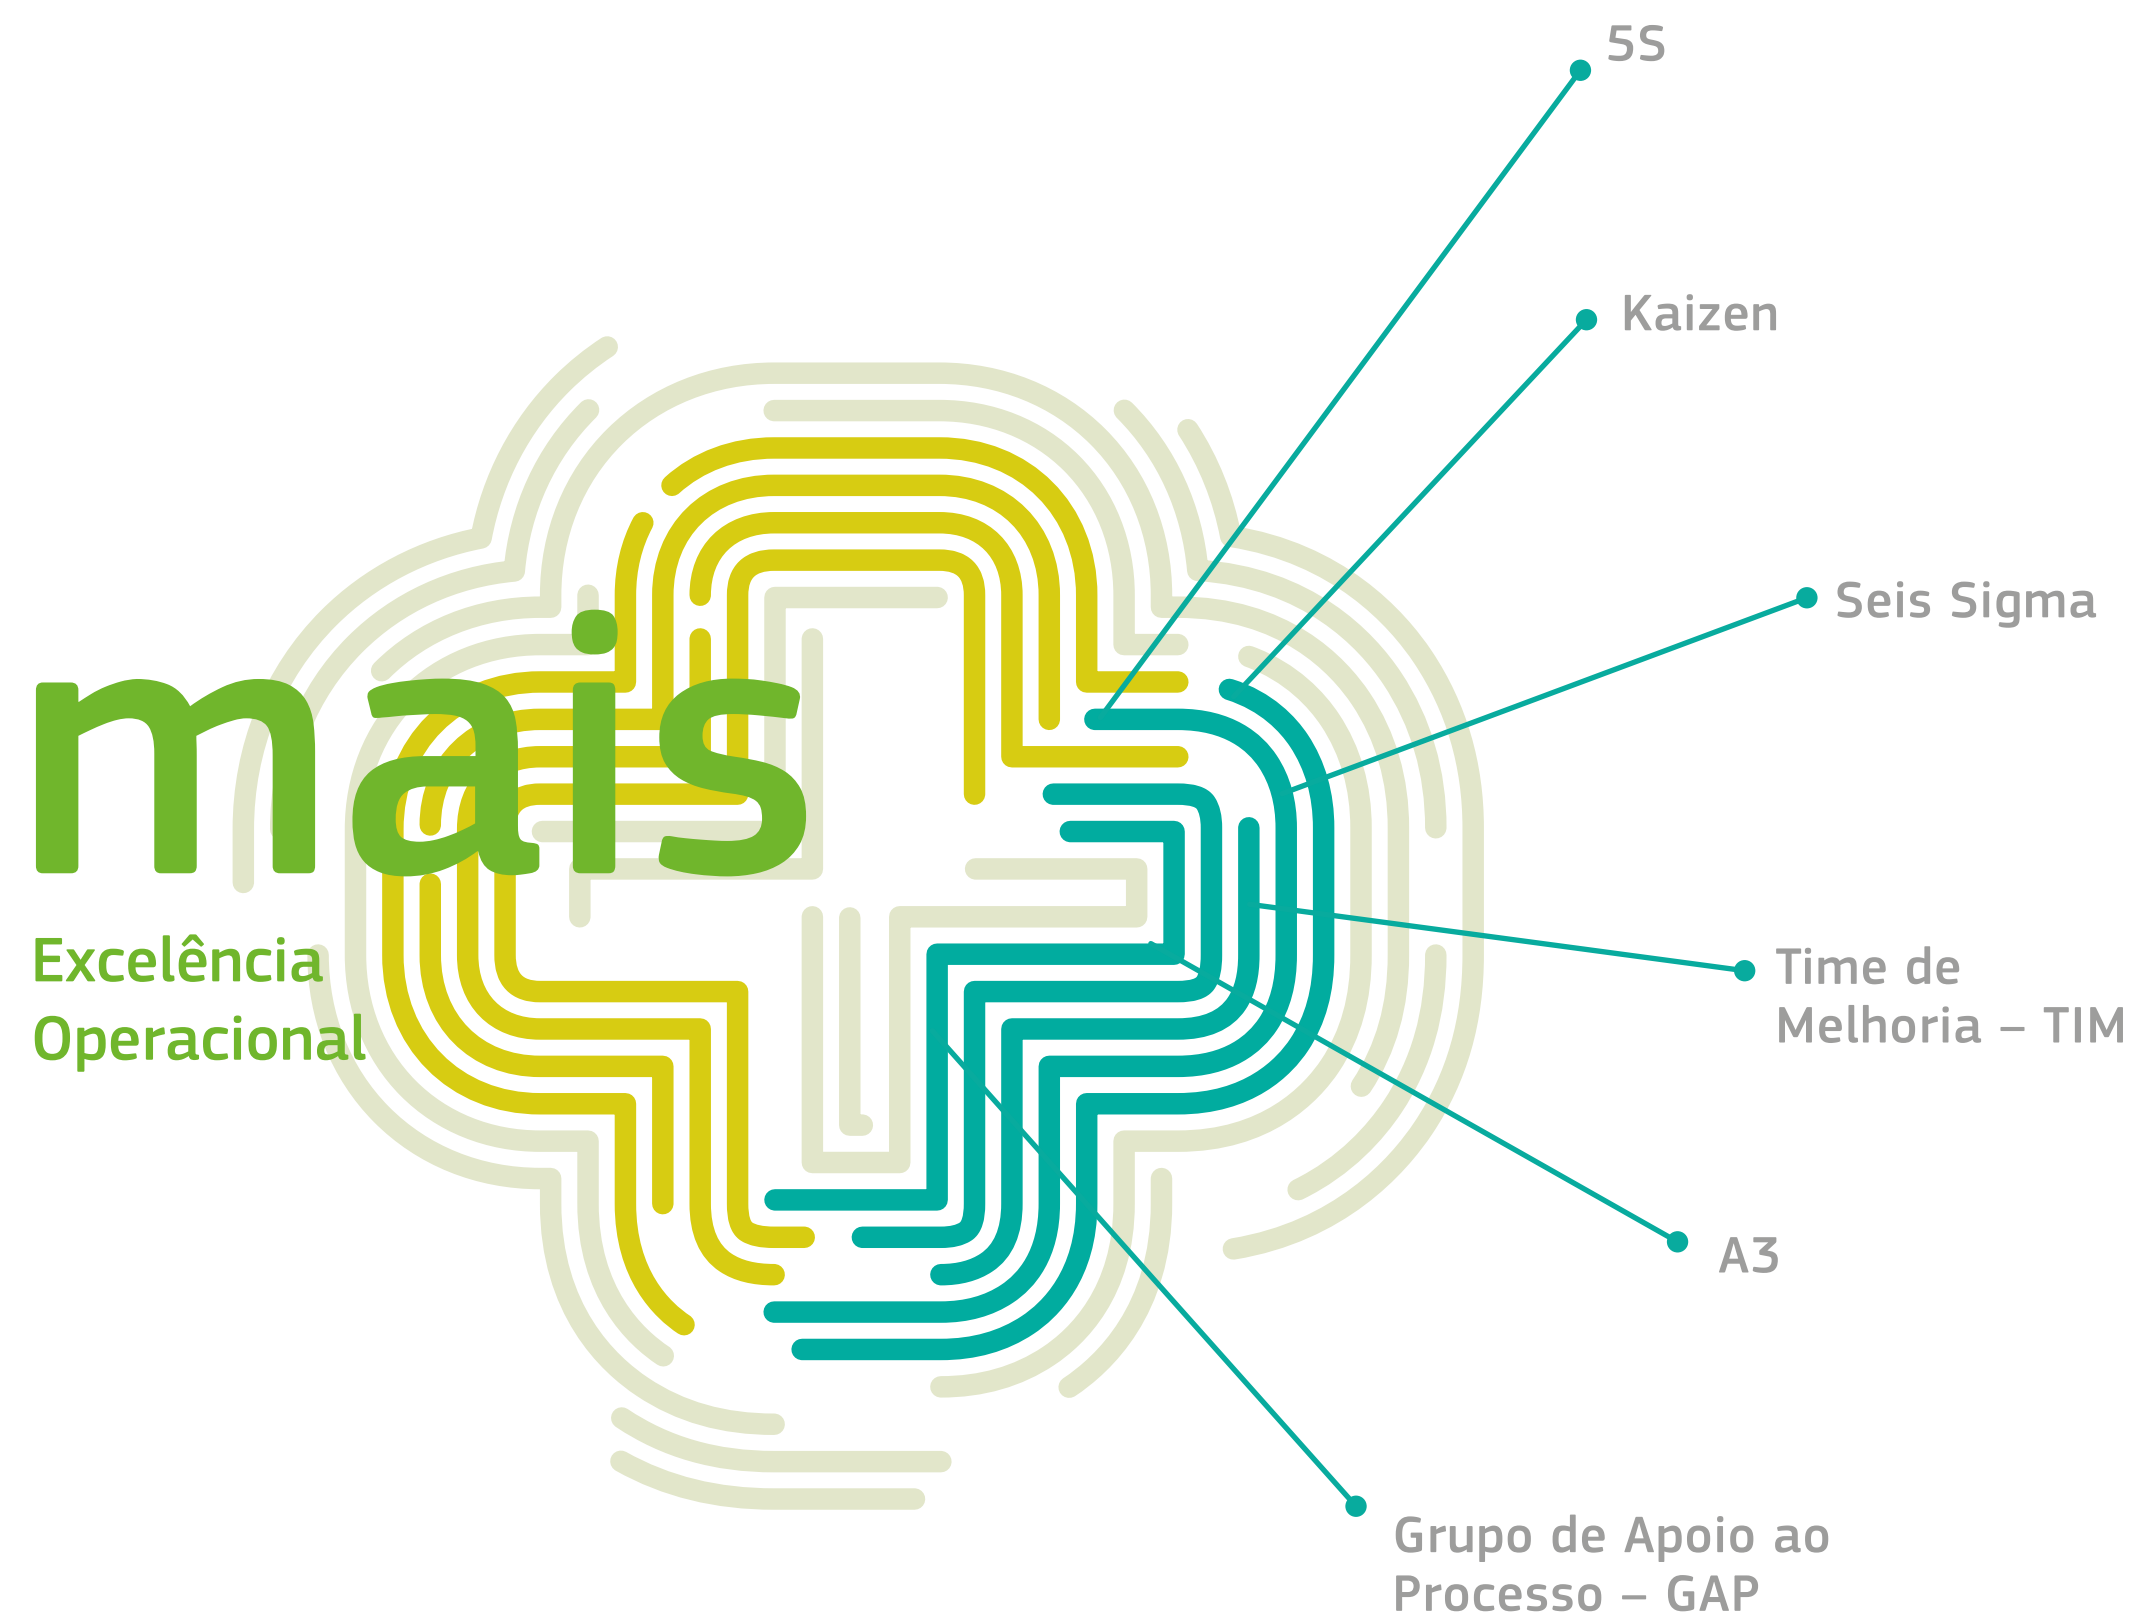 5S
Kaizen
Seis Sigma
mais
Excelência
Operacional
Time de
Melhoria – TIM
A3
Grupo de Apoio ao
Processo – GAP